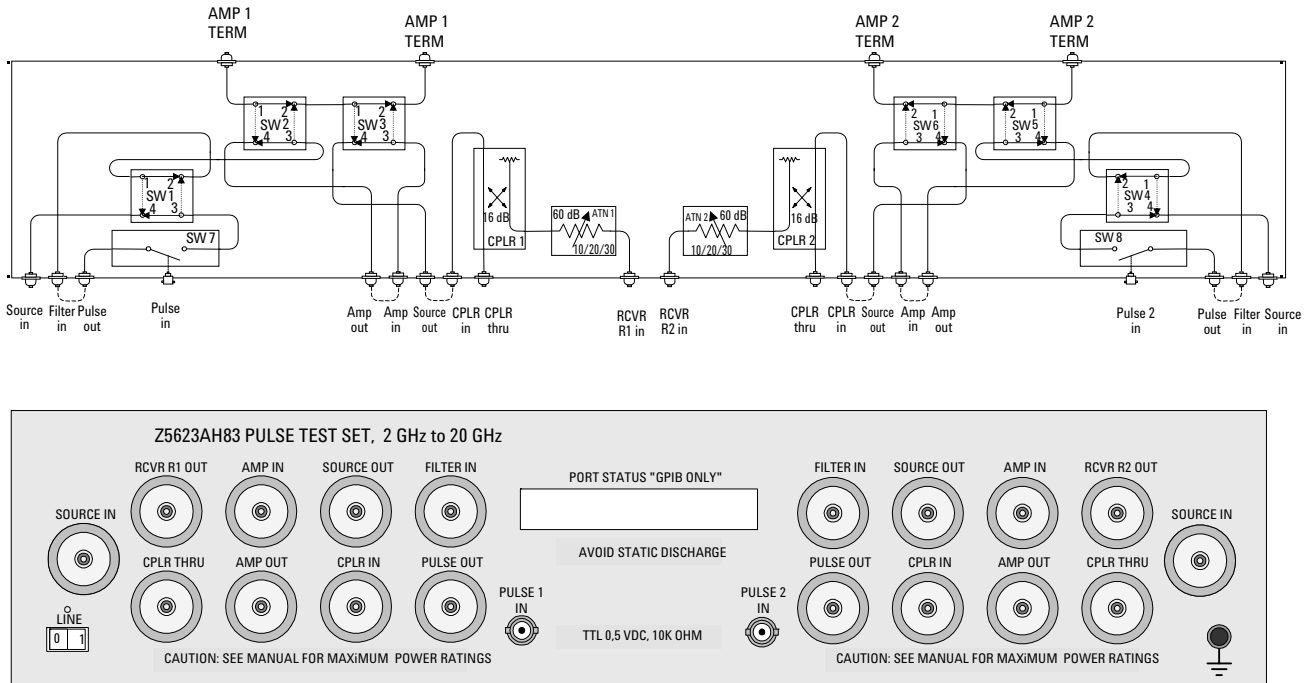 AMP 1
TERM
AMP 1
TERM
AMP 2
TERM
AMP 2
TERM
1 2
SW2
4 3
1 2
SW3
4 3
2 1
SW6
3 4
2 1
SW5
3 4
1 2
SW1
4 3
2 1
SW4
3 4
SW7
16 dB
CPLR 1
60 dB ATN 1
10/20/30
ATN 2 60 dB
10/20/30
16 dB
CPLR 2
SW8
Source
in
Filter
in
Pulse
out
Pulse
in
Amp
out
Amp
in
Source
out
CPLR
in
CPLR
thru
RCVR
R1 in
RCVR
R2 in
CPLR
thru
CPLR
in
Source
out
Amp
in
Amp
out
Pulse 2
in
Pulse
out
Filter
in
Source
in
Z5623AH83 PULSE TEST SET, 2 GHz to 20 GHz
RCVR R1 OUT AMP IN SOURCE OUT FILTER IN
PORT STATUS "GPIB ONLY"
FILTER IN SOURCE OUT AMP IN RCVR R2 OUT
SOURCE IN
SOURCE IN
AVOID STATIC DISCHARGE
CPLR THRU AMP OUT CPLR IN PULSE OUT
PULSE OUT CPLR IN AMP OUT CPLR THRU
PULSE 1
IN
PULSE 2
IN
LINE
0 1
TTL 0,5 VDC, 10K OHM
CAUTION: SEE MANUAL FOR MAXiMUM POWER RATINGS
CAUTION: SEE MANUAL FOR MAXiMUM POWER RATINGS